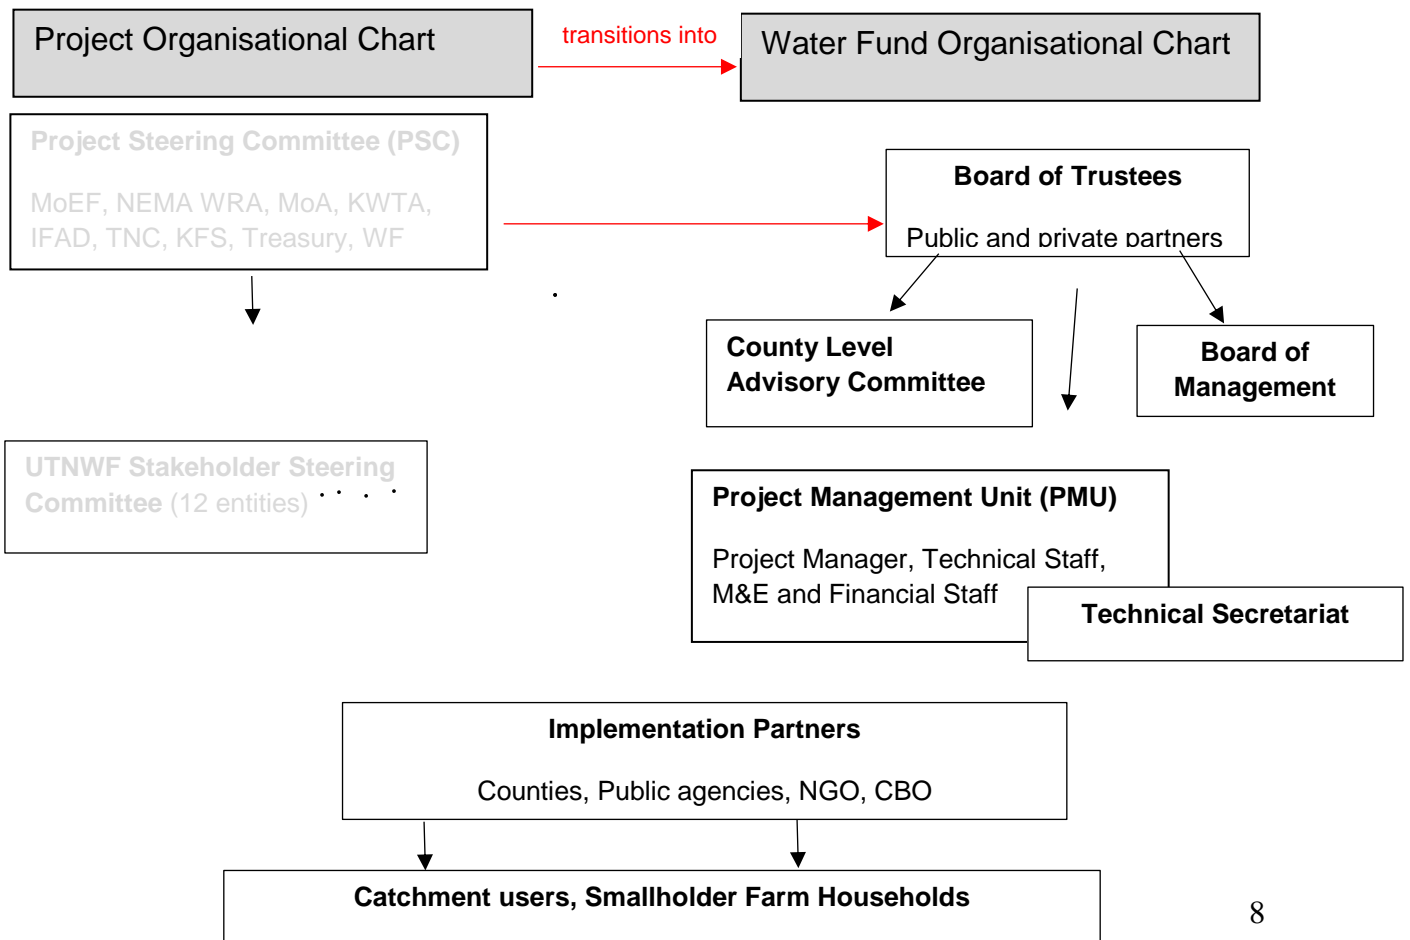 Project Organisational Chart
transitions into
Water Fund Organisational Chart
Project Steering Committee (PSC)
MoEF, NEMA WRA, MoA, KWTA,
IFAD, TNC, KFS, Treasury, WF
Board of Trustees
Public and private partners
County Level
Advisory Committee
Board of
Management
UTNWF Stakeholder Steering
Committee (12 entities)
Project Management Unit (PMU)
Project Manager, Technical Staff,
M&E and Financial Staff
Technical Secretariat
Implementation Partners
Counties, Public agencies, NGO, CBO
Catchment users, Smallholder Farm Households
8